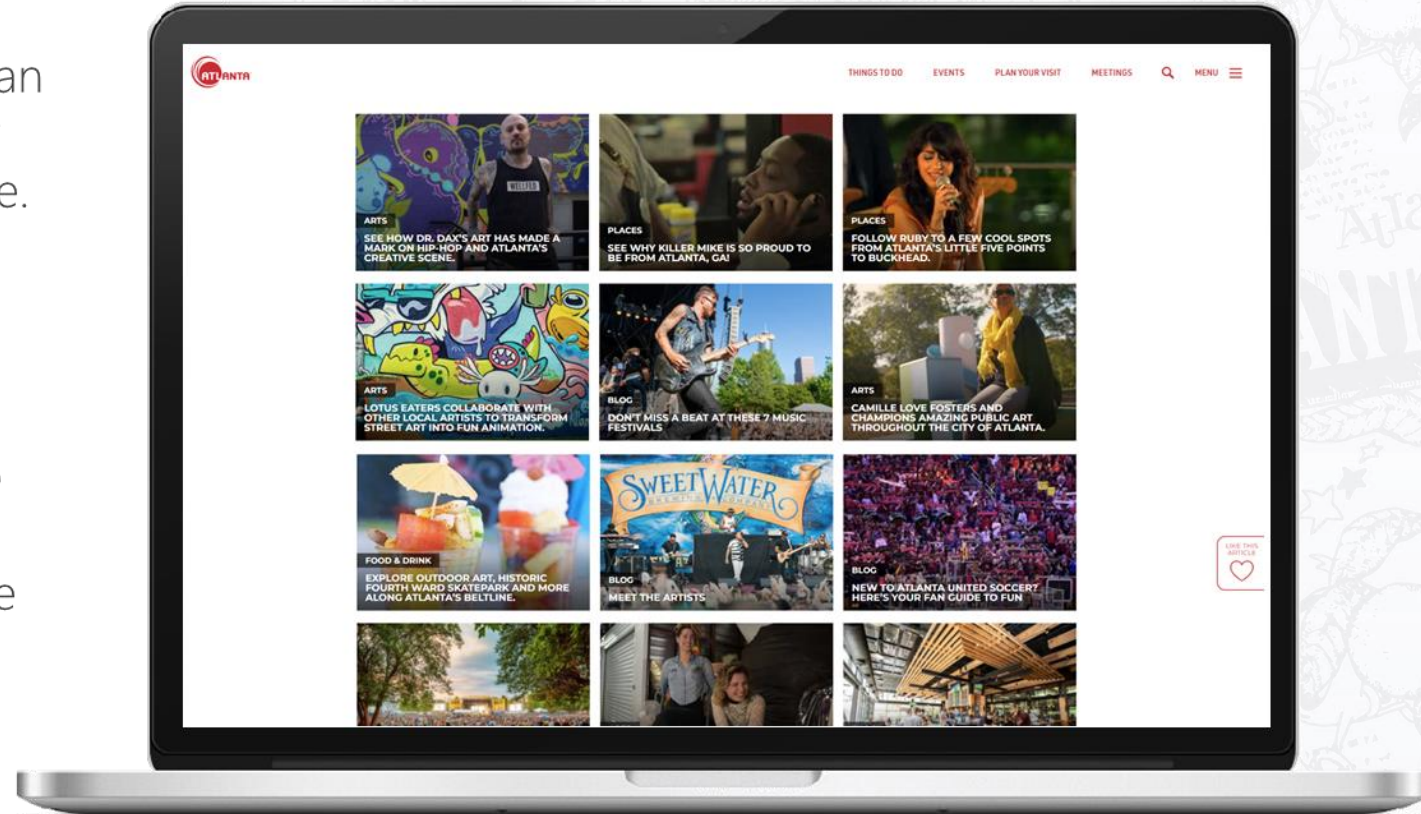 an
e.
e
ATLANTA
THINGS TO DO
EVENTS
PLAN YOUR VISIT
MEETINGS
MENU
WELLFED
ARTS
SEE HOW DR. DAX'S ART HAS MADE A
MARK ON HIP-HOP AND ATLANTA'S
CREATIVE SCENE.
PLACES
SEE WHY KILLER MIKE IS SO PROUD TO
BE FROM ATLANTA, GA!
PLACES
FOLLOW RUBY TO A FEW COOL SPOTS
FROM ATLANTA'S LITTLE FIVE POINTS
TO BUCKHEAD.
ARTS
LOTUS EATERS COLLABORATE WITH
OTHER LOCAL ARTISTS TO TRANSFORM
STREET ART INTO FUN ANIMATION.
BLOG
DON'T MISS A BEAT AT THESE 7 MUSIC
FESTIVALS
ARTS
CAMILLE LOVE FOSTERS AND
CHAMPIONS AMAZING PUBLIC ART
THROUGHOUT THE CITY OF ATLANTA.
FOOD & DRINK
EXPLORE OUTDOOR ART, HISTORIC
FOURTH WARD SKATEPARK AND MORE
ALONG ATLANTA'S BELTLINE.
SWEETWATER
BREWING COMPANY
BLOG
MEET THE ARTISTS
BLOG
NEW TO ATLANTA UNITED SOCCER?
HERE'S YOUR FAN GUIDE TO FUN
LIKE THIS
ARTICLE